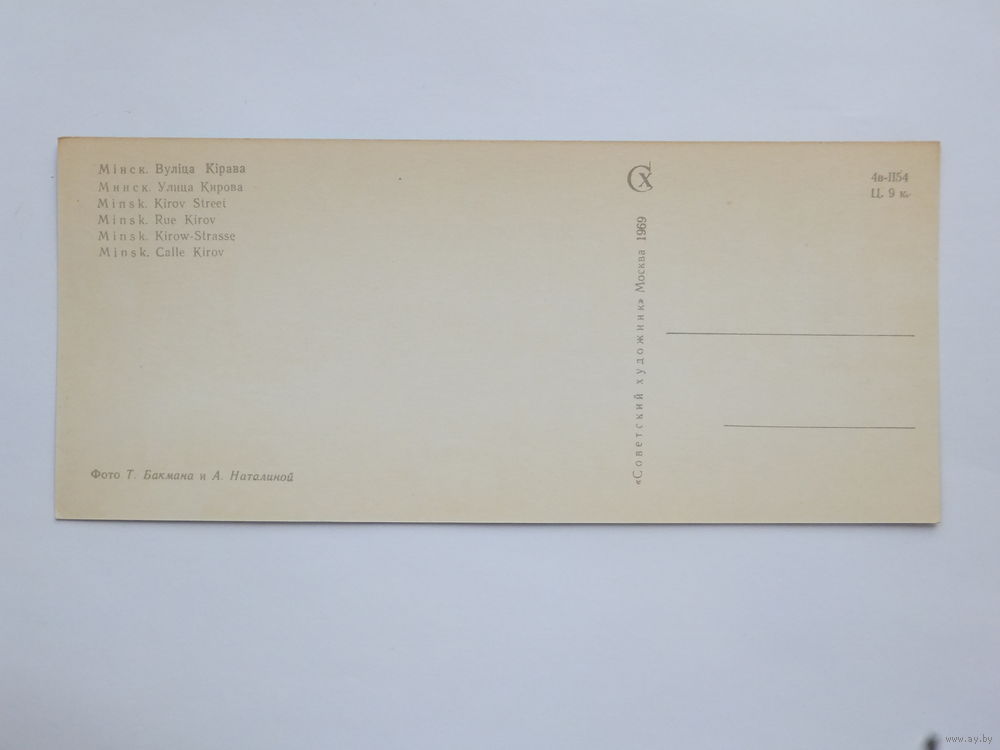 Мінск. Вуліца Кірава
Минск. Улица Кирова
Minsk. Kirov Street
Minsk. Rue Kirov
Minsk. Kirow-Strasse
Minsk. Calle Kirov
Фото Т. Бакмана и А. Наталиной
СХ
«Советский художник» Москва 1969
4в-1154
Ц. 9 к.
www.ay.by